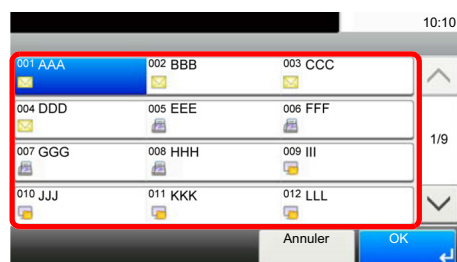 10:10
001 AAA 002 BBB 003 CCC
004 DDD 005 EEE 006 FFF
1/9
007 GGG 008 HHH 009 III
010 JJJ 011 KKK 012 LLL
Annuler OK